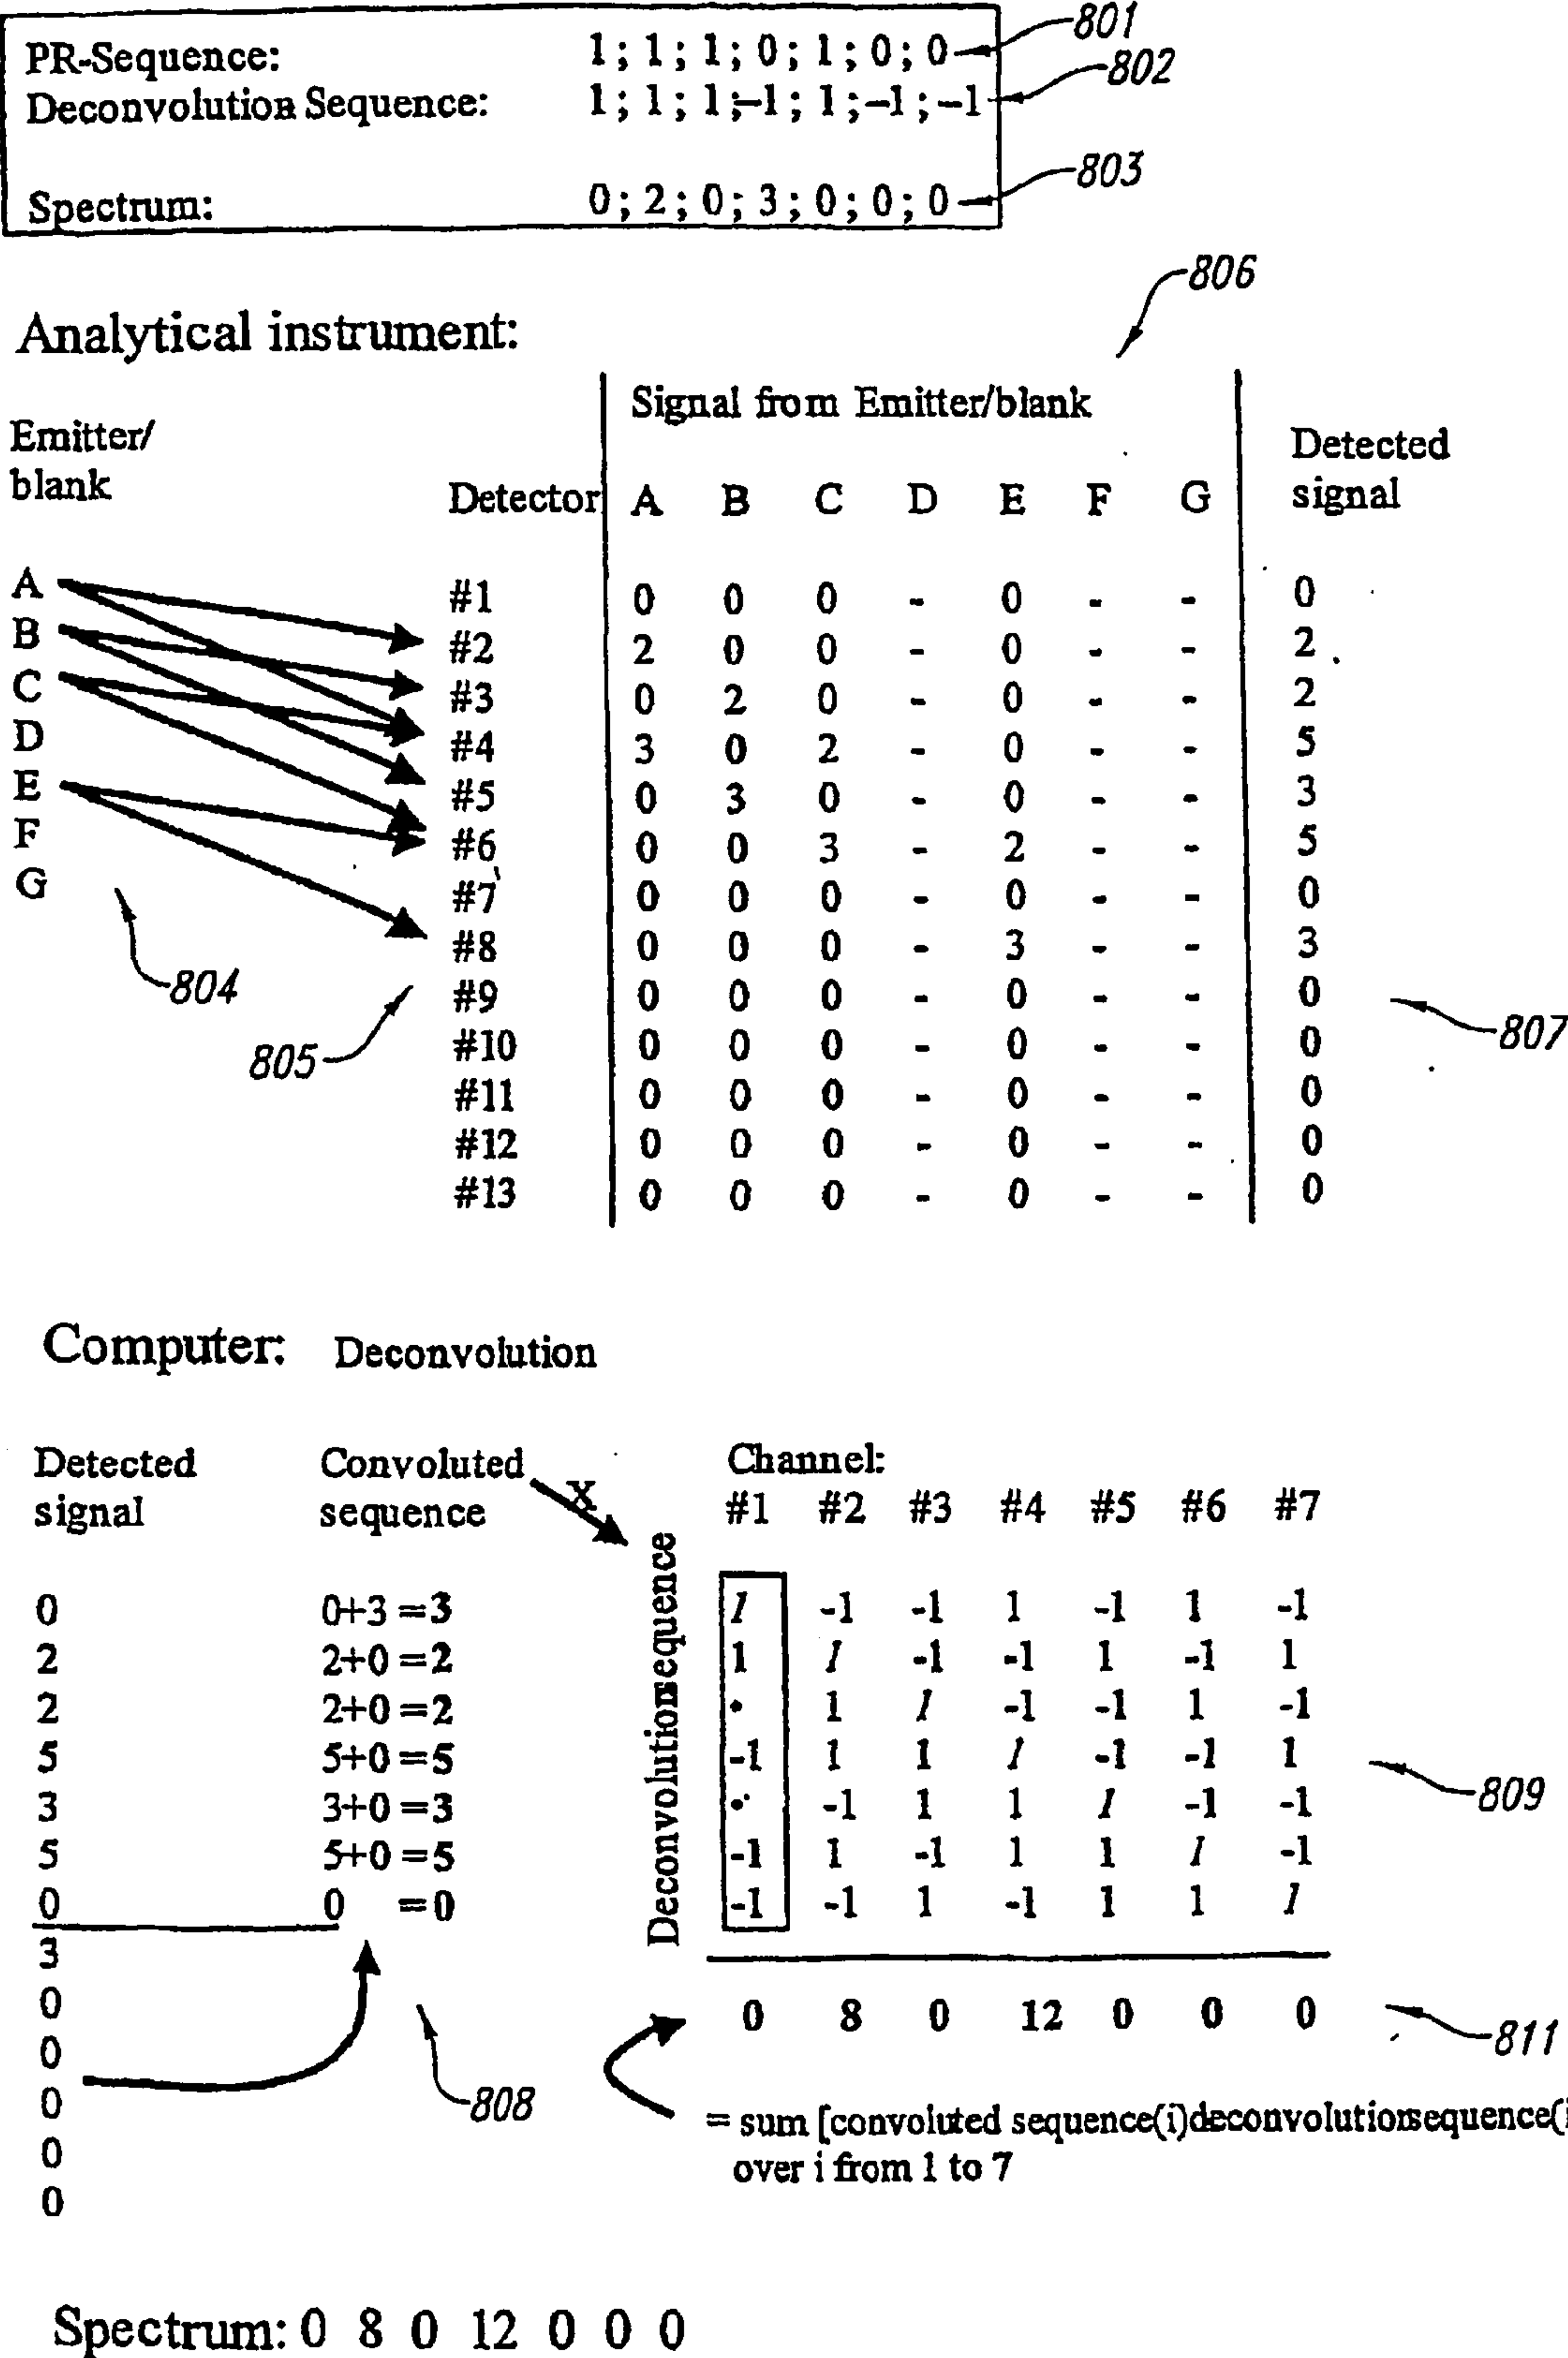 801
PR-Sequence: 1; 1; 1; 0; 1; 0; 0
802
Deconvolution Sequence: 1; 1; 1;-1; 1;-1;-1
803
Spectrum: 0; 2; 0; 3; 0; 0; 0
806
Analytical instrument:
Signal from Emitter/blank
Emitter/
blank
Detected
signal
Detector A B C D E F G
A
B
C
D
E
F
G
#1 0 0 0 - 0 - - 0
#2 2 0 0 - 0 - - 2
#3 0 2 0 - 0 - - 2
#4 3 0 2 - 0 - - 5
#5 0 3 0 - 0 - - 3
#6 0 0 3 - 2 - - 5
#7 0 0 0 - 0 - - 0
#8 0 0 0 - 3 - - 3
#9 0 0 0 - 0 - - 0
#10 0 0 0 - 0 - - 0
#11 0 0 0 - 0 - - 0
#12 0 0 0 - 0 - - 0
#13 0 0 0 - 0 - - 0
804
805
807
Computer: Deconvolution
Detected
signal
Convoluted
sequence
X
Channel:
#1 #2 #3 #4 #5 #6 #7
Deconvolution sequence
0 0+3=3 1 -1 -1 1 -1 1 -1
2 2+0=2 1 1 -1 -1 1 -1 1
2 2+0=2 1 1 -1 -1 1 -1
5 5+0=5 -1 1 1 1 -1 -1 1
3 3+0=3 -1 1 1 1 -1 -1
5 5+0=5 -1 1 -1 1 1 1 -1
0 0 =0 -1 -1 1 -1 1 1 1
809
3
0
0
0
0
0
808
0 8 0 12 0 0 0
811
= sum [convoluted sequence(i)deconvolutionsequence(
over i from 1 to 7
Spectrum: 0 8 0 12 0 0 0